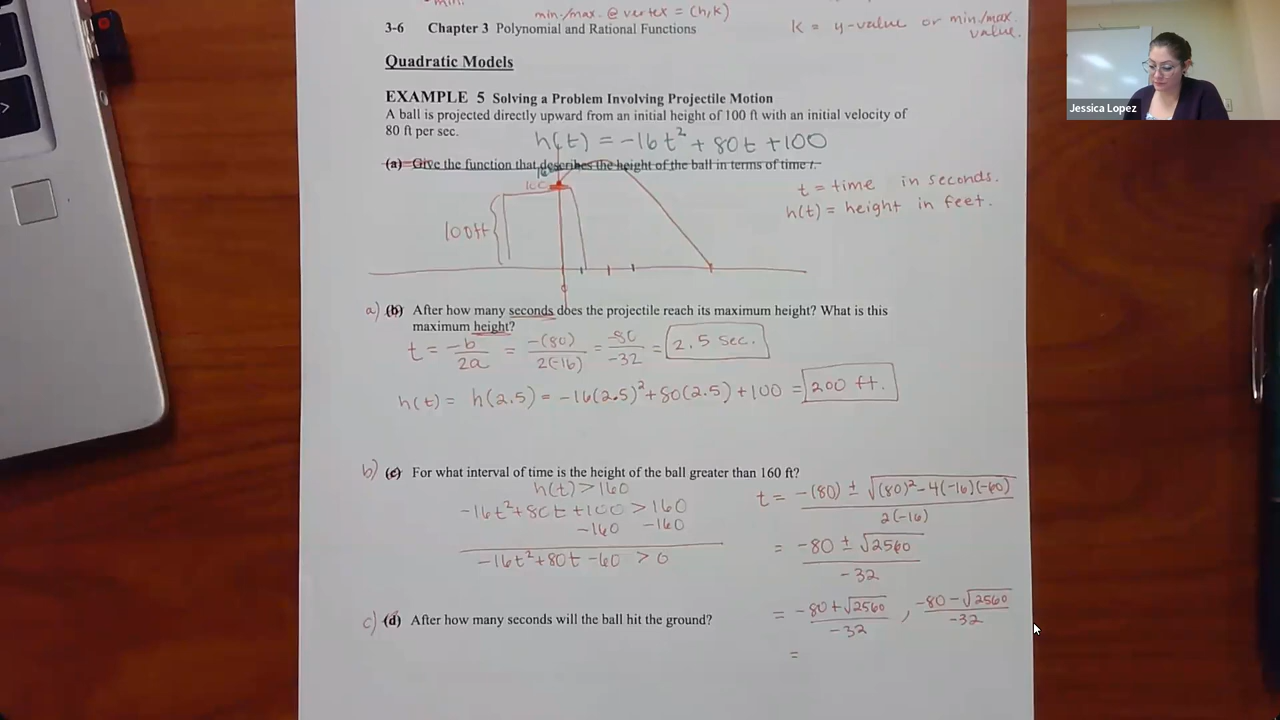 min.
min./max. @ vertex = (h,k)
k = y-value or min./max. value.
3-6 Chapter 3 Polynomial and Rational Functions
Jessica Lopez
Quadratic Models
EXAMPLE 5 Solving a Problem Involving Projectile Motion
A ball is projected directly upward from an initial height of 100 ft with an initial velocity of
80 ft per sec.
h(t) = -16t² + 80t + 100
(a) Give the function that describes the height of the ball in terms of time t.
t = time in seconds.
h(t) = height in feet.
100
100ft
a) (b) After how many seconds does the projectile reach its maximum height? What is this
maximum height?
t = -b/2a = -(80)/2(-16) = -80/-32 = 2.5 sec.
h(t) = h(2.5) = -16(2.5)² + 80(2.5) + 100 = 200 ft.
b) (c) For what interval of time is the height of the ball greater than 160 ft?
h(t) > 160
-16t² + 80t + 100 > 160
-160 -160
-16t² + 80t - 60 > 0
t = -(80) ± √(80)² - 4(-16)(-60) / 2(-16)
= -80 ± √2560 / -32
= -80 + √2560 / -32 , -80 - √2560 / -32
=
c) (d) After how many seconds will the ball hit the ground?